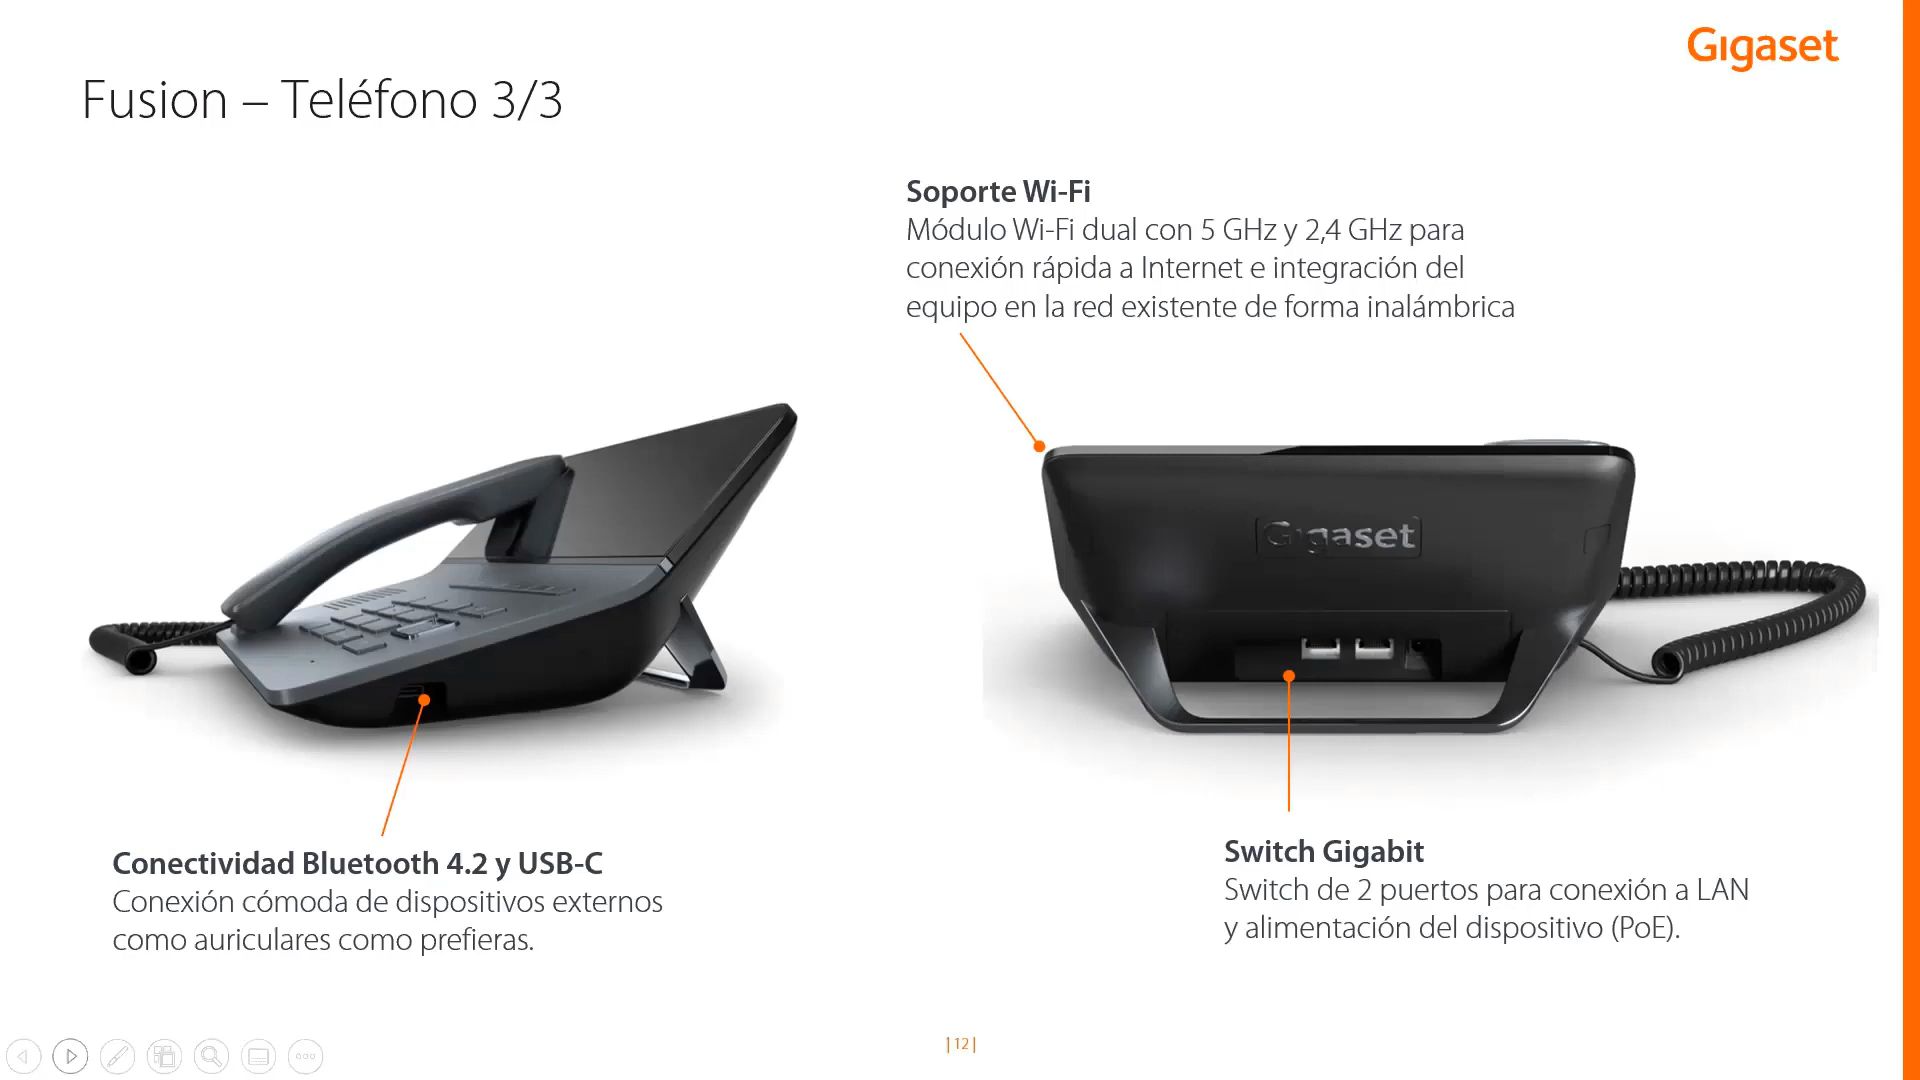 Gigaset
Fusion – Teléfono 3/3
Soporte Wi-Fi
Módulo Wi-Fi dual con 5 GHz y 2,4 GHz para
conexión rápida a Internet e integración del
equipo en la red existente de forma inalámbrica
Gigaset
Conectividad Bluetooth 4.2 y USB-C
Conexión cómoda de dispositivos externos
como auriculares como prefieras.
Switch Gigabit
Switch de 2 puertos para conexión a LAN
y alimentación del dispositivo (PoE).
| 12 |